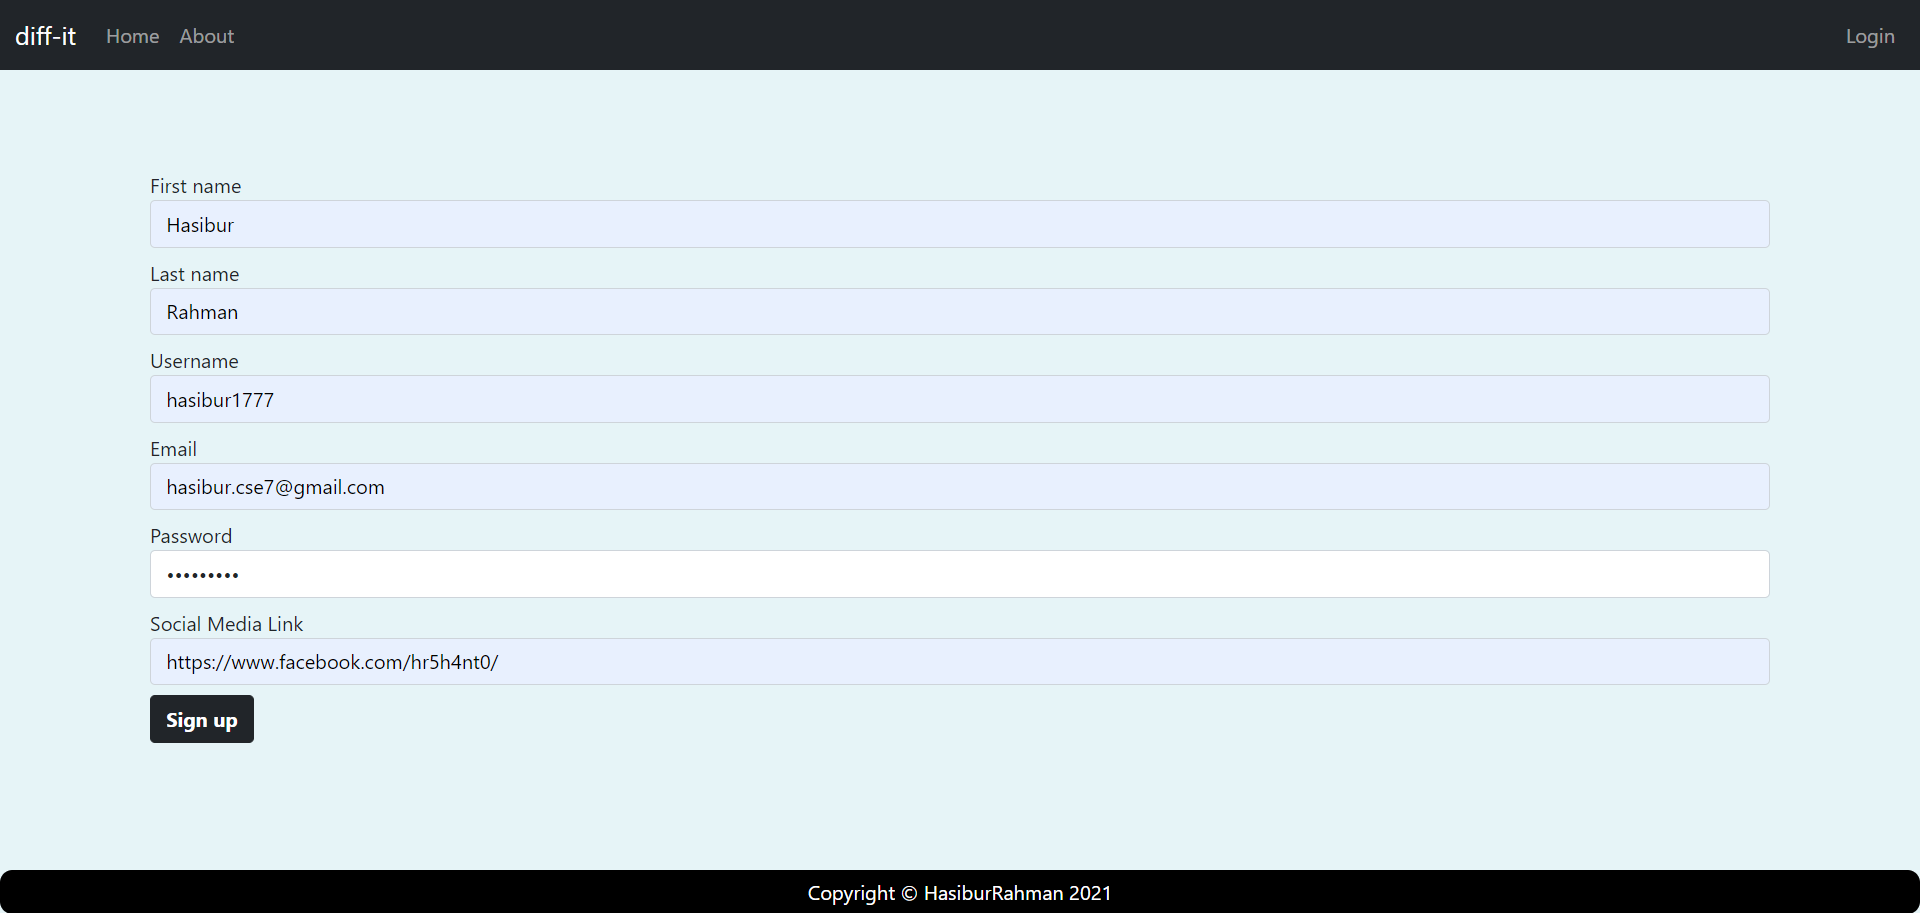 diff-it Home About Login
First name
Hasibur
Last name
Rahman
Username
hasibur1777
Email
hasibur.cse7@gmail.com
Password
•••••••••
Social Media Link
https://www.facebook.com/hr5h4nt0/
Sign up
Copyright © HasiburRahman 2021